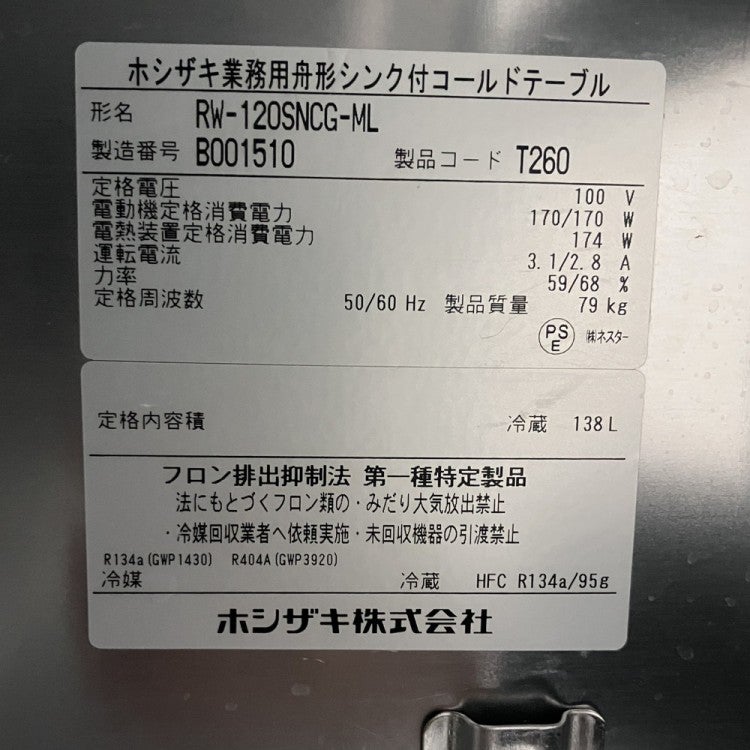 ホシザキ業務用舟形シンク付コールドテーブル
形名 RW-120SNCG-ML
製造番号 B001510 製品コード T260
定格電圧 100 V
電動機定格消費電力 170/170 W
電熱装置定格消費電力 174 W
運転電流 3.1/2.8 A
力率 59/68 %
定格周波数 50/60 Hz 製品質量 79 kg
PS E ㈱ネスター
定格内容積 冷蔵 138 L
フロン排出抑制法 第一種特定製品
法にもとづくフロン類の・みだり大気放出禁止
・冷媒回収業者へ依頼実施・未回収機器の引渡禁止
R134a(GWP1430) R404A(GWP3920)
冷媒 冷蔵 HFC R134a/95g
ホシザキ株式会社